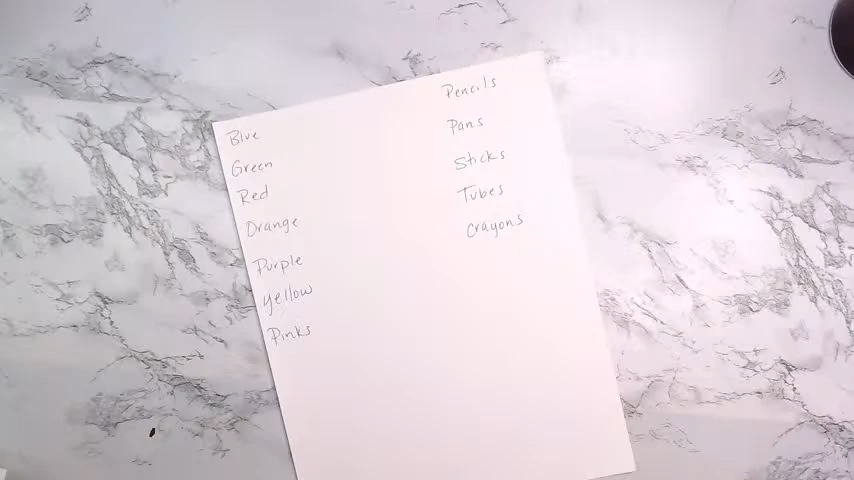 Blue
Green
Red
Orange
Purple
yellow
Pinks
Pencils
Pans
Sticks
Tubes
Crayons